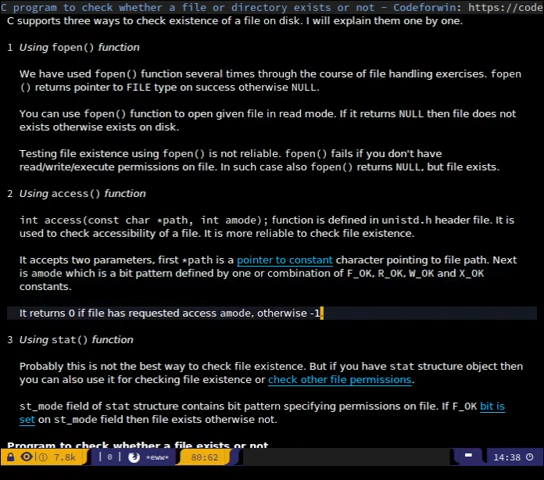 C program to check whether a file or directory exists or not - Codeforwin: https://code
C supports three ways to check existence of a file on disk. I will explain them one by one.
1 Using fopen() function
We have used fopen() function several times through the course of file handling exercises. fopen
() returns pointer to FILE type on success otherwise NULL.
You can use fopen() function to open given file in read mode. If it returns NULL then file does not
exists otherwise exists on disk.
Testing file existence using fopen() is not reliable. fopen() fails if you don't have
read/write/execute permissions on file. In such case also fopen() returns NULL, but file exists.
2 Using access() function
int access(const char *path, int amode); function is defined in unistd.h header file. It is
used to check accessibility of a file. It is more reliable to check file existence.
It accepts two parameters, first *path is a pointer to constant character pointing to file path. Next
is amode which is a bit pattern defined by one or combination of F_OK, R_OK, W_OK and X_OK
constants.
It returns 0 if file has requested access amode, otherwise -1.
3 Using stat() function
Probably this is not the best way to check file existence. But if you have stat structure object then
you can also use it for checking file existence or check other file permissions.
st_mode field of stat structure contains bit pattern specifying permissions on file. If F_OK bit is
set on st_mode field then file exists otherwise not.
Program to check whether a file exists or not
7.8k | 0 *eww* 80:62 14:38